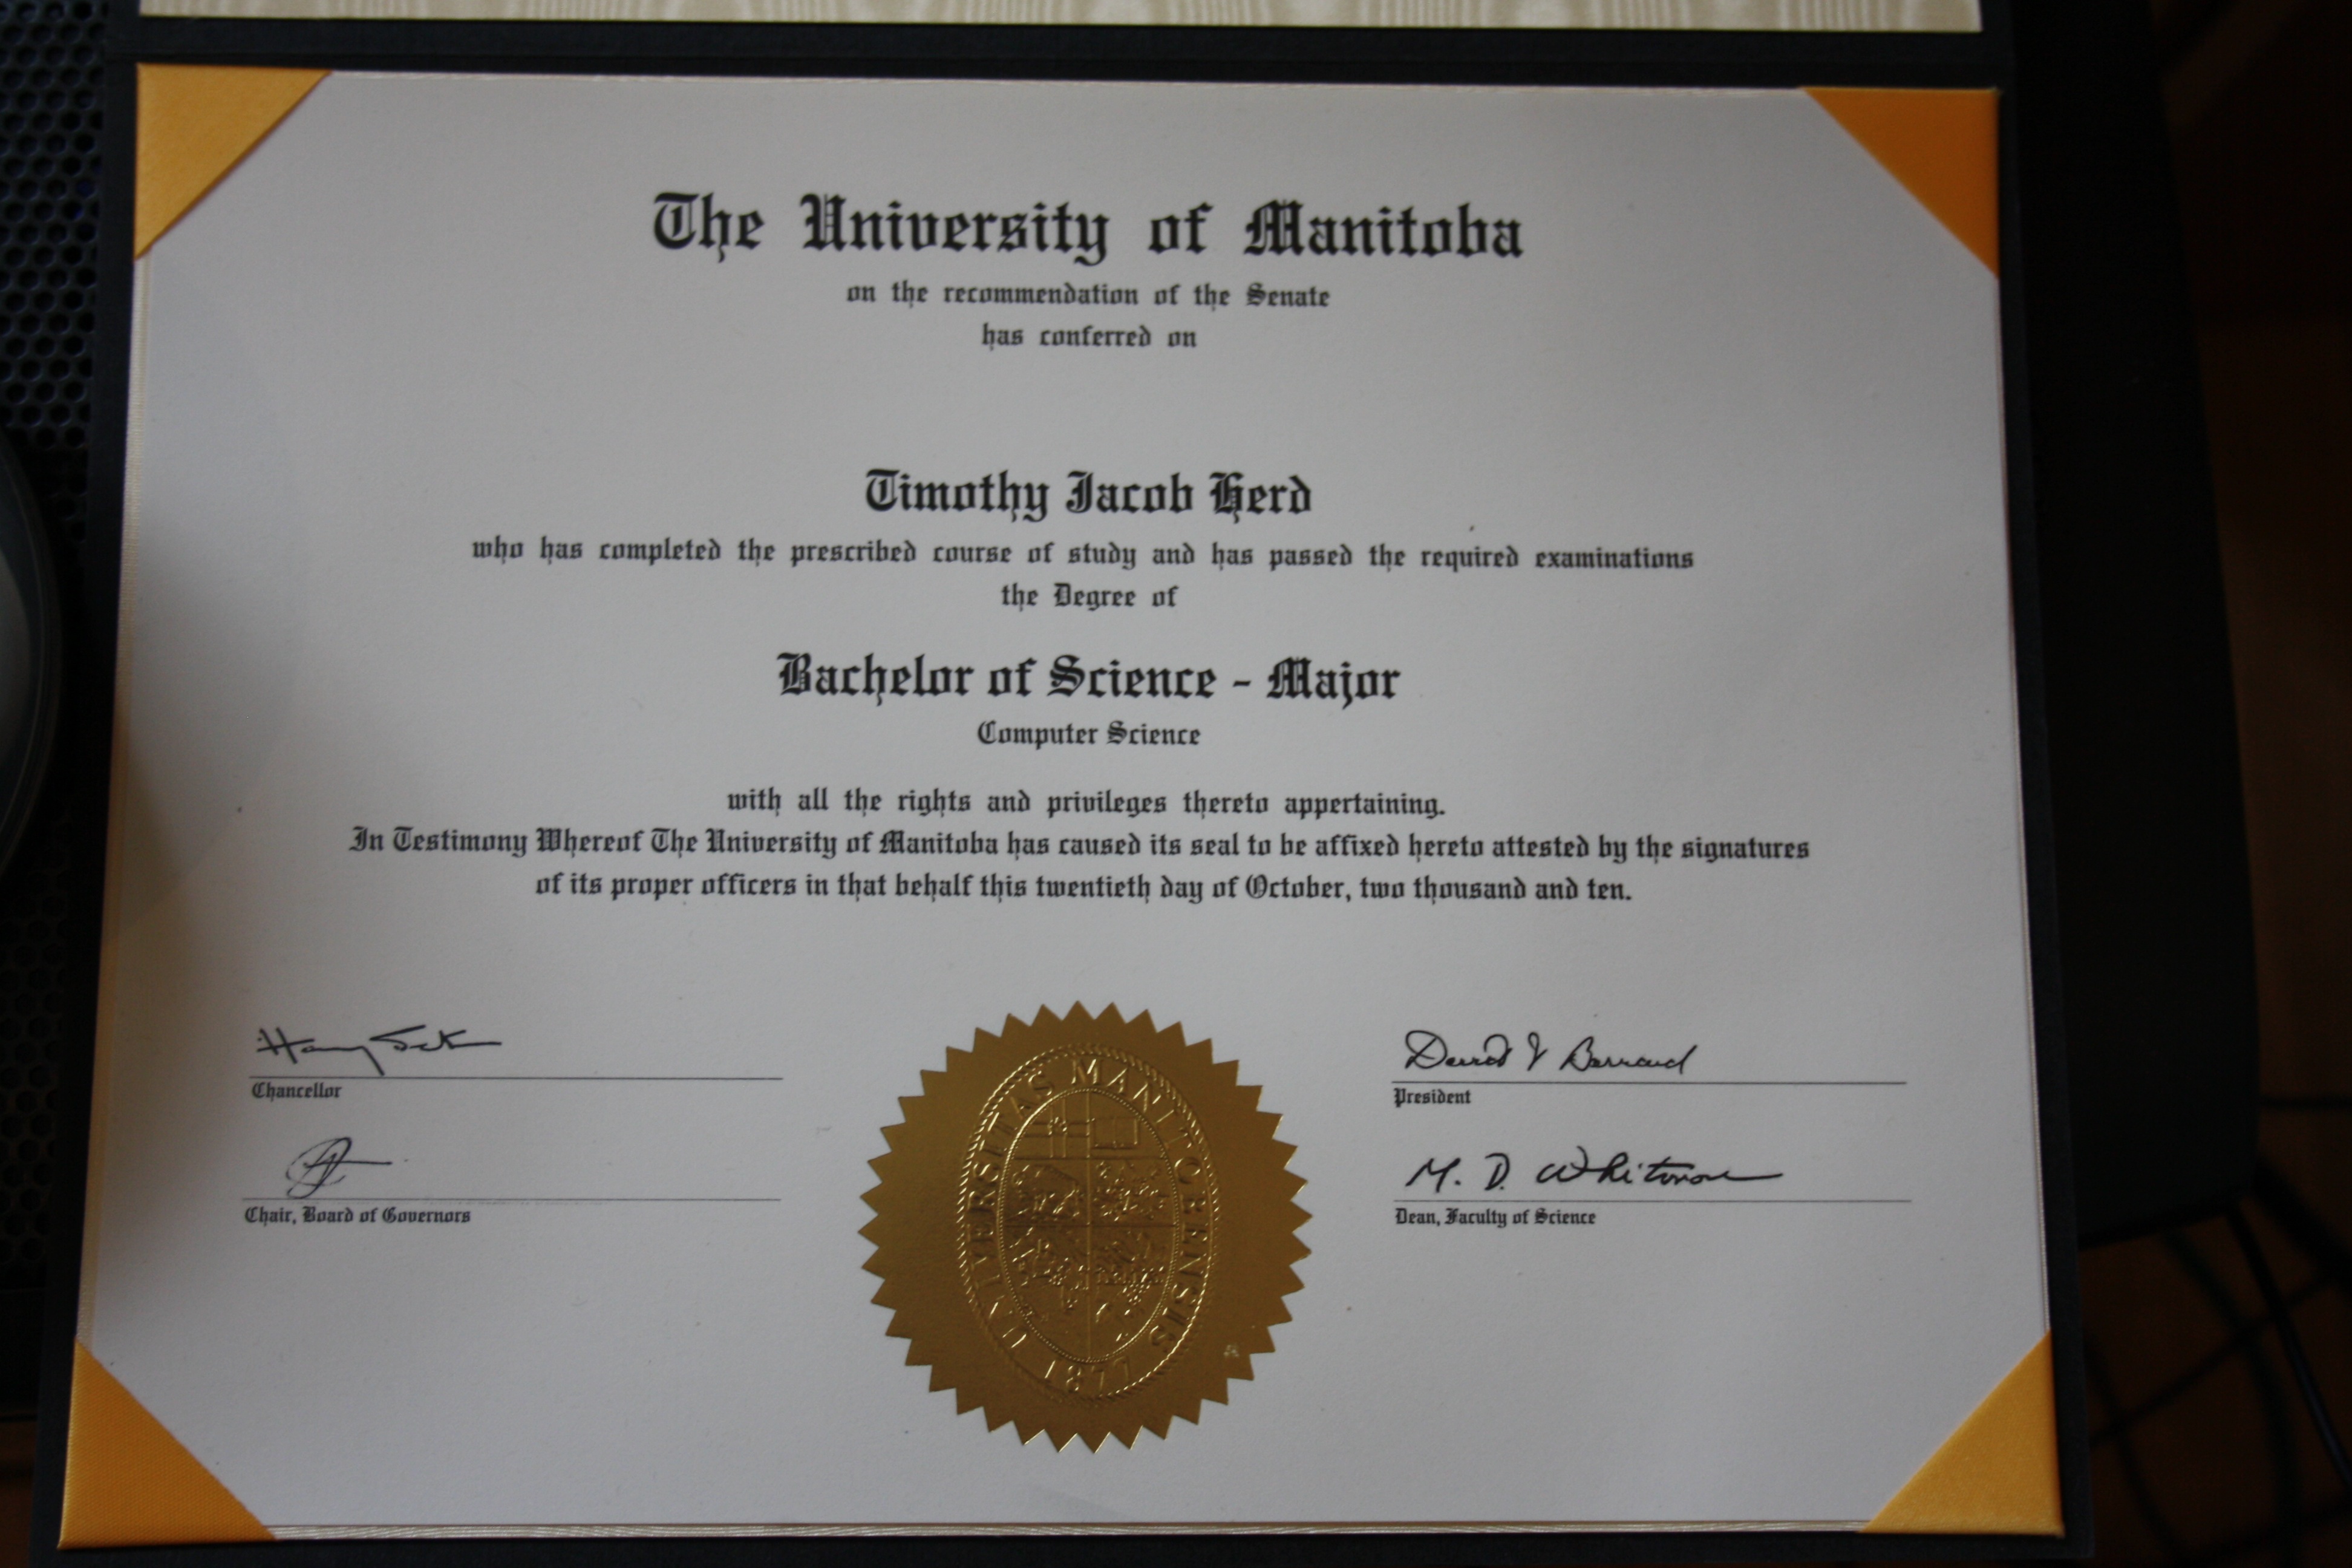 The University of Manitoba
on the recommendation of the Senate
has conferred on
Timothy Jacob Herd
who has completed the prescribed course of study and has passed the required examinations
the Degree of
Bachelor of Science - Major
Computer Science
with all the rights and privileges thereto appertaining.
In Testimony Whereof The University of Manitoba has caused its seal to be affixed hereto attested by the signatures
of its proper officers in that behalf this twentieth day of October, two thousand and ten.
Chancellor
President
M. D. Whitmore
Chair, Board of Governors
Dean, Faculty of Science
UNIVERSITAS MANITOBENSIS
1877